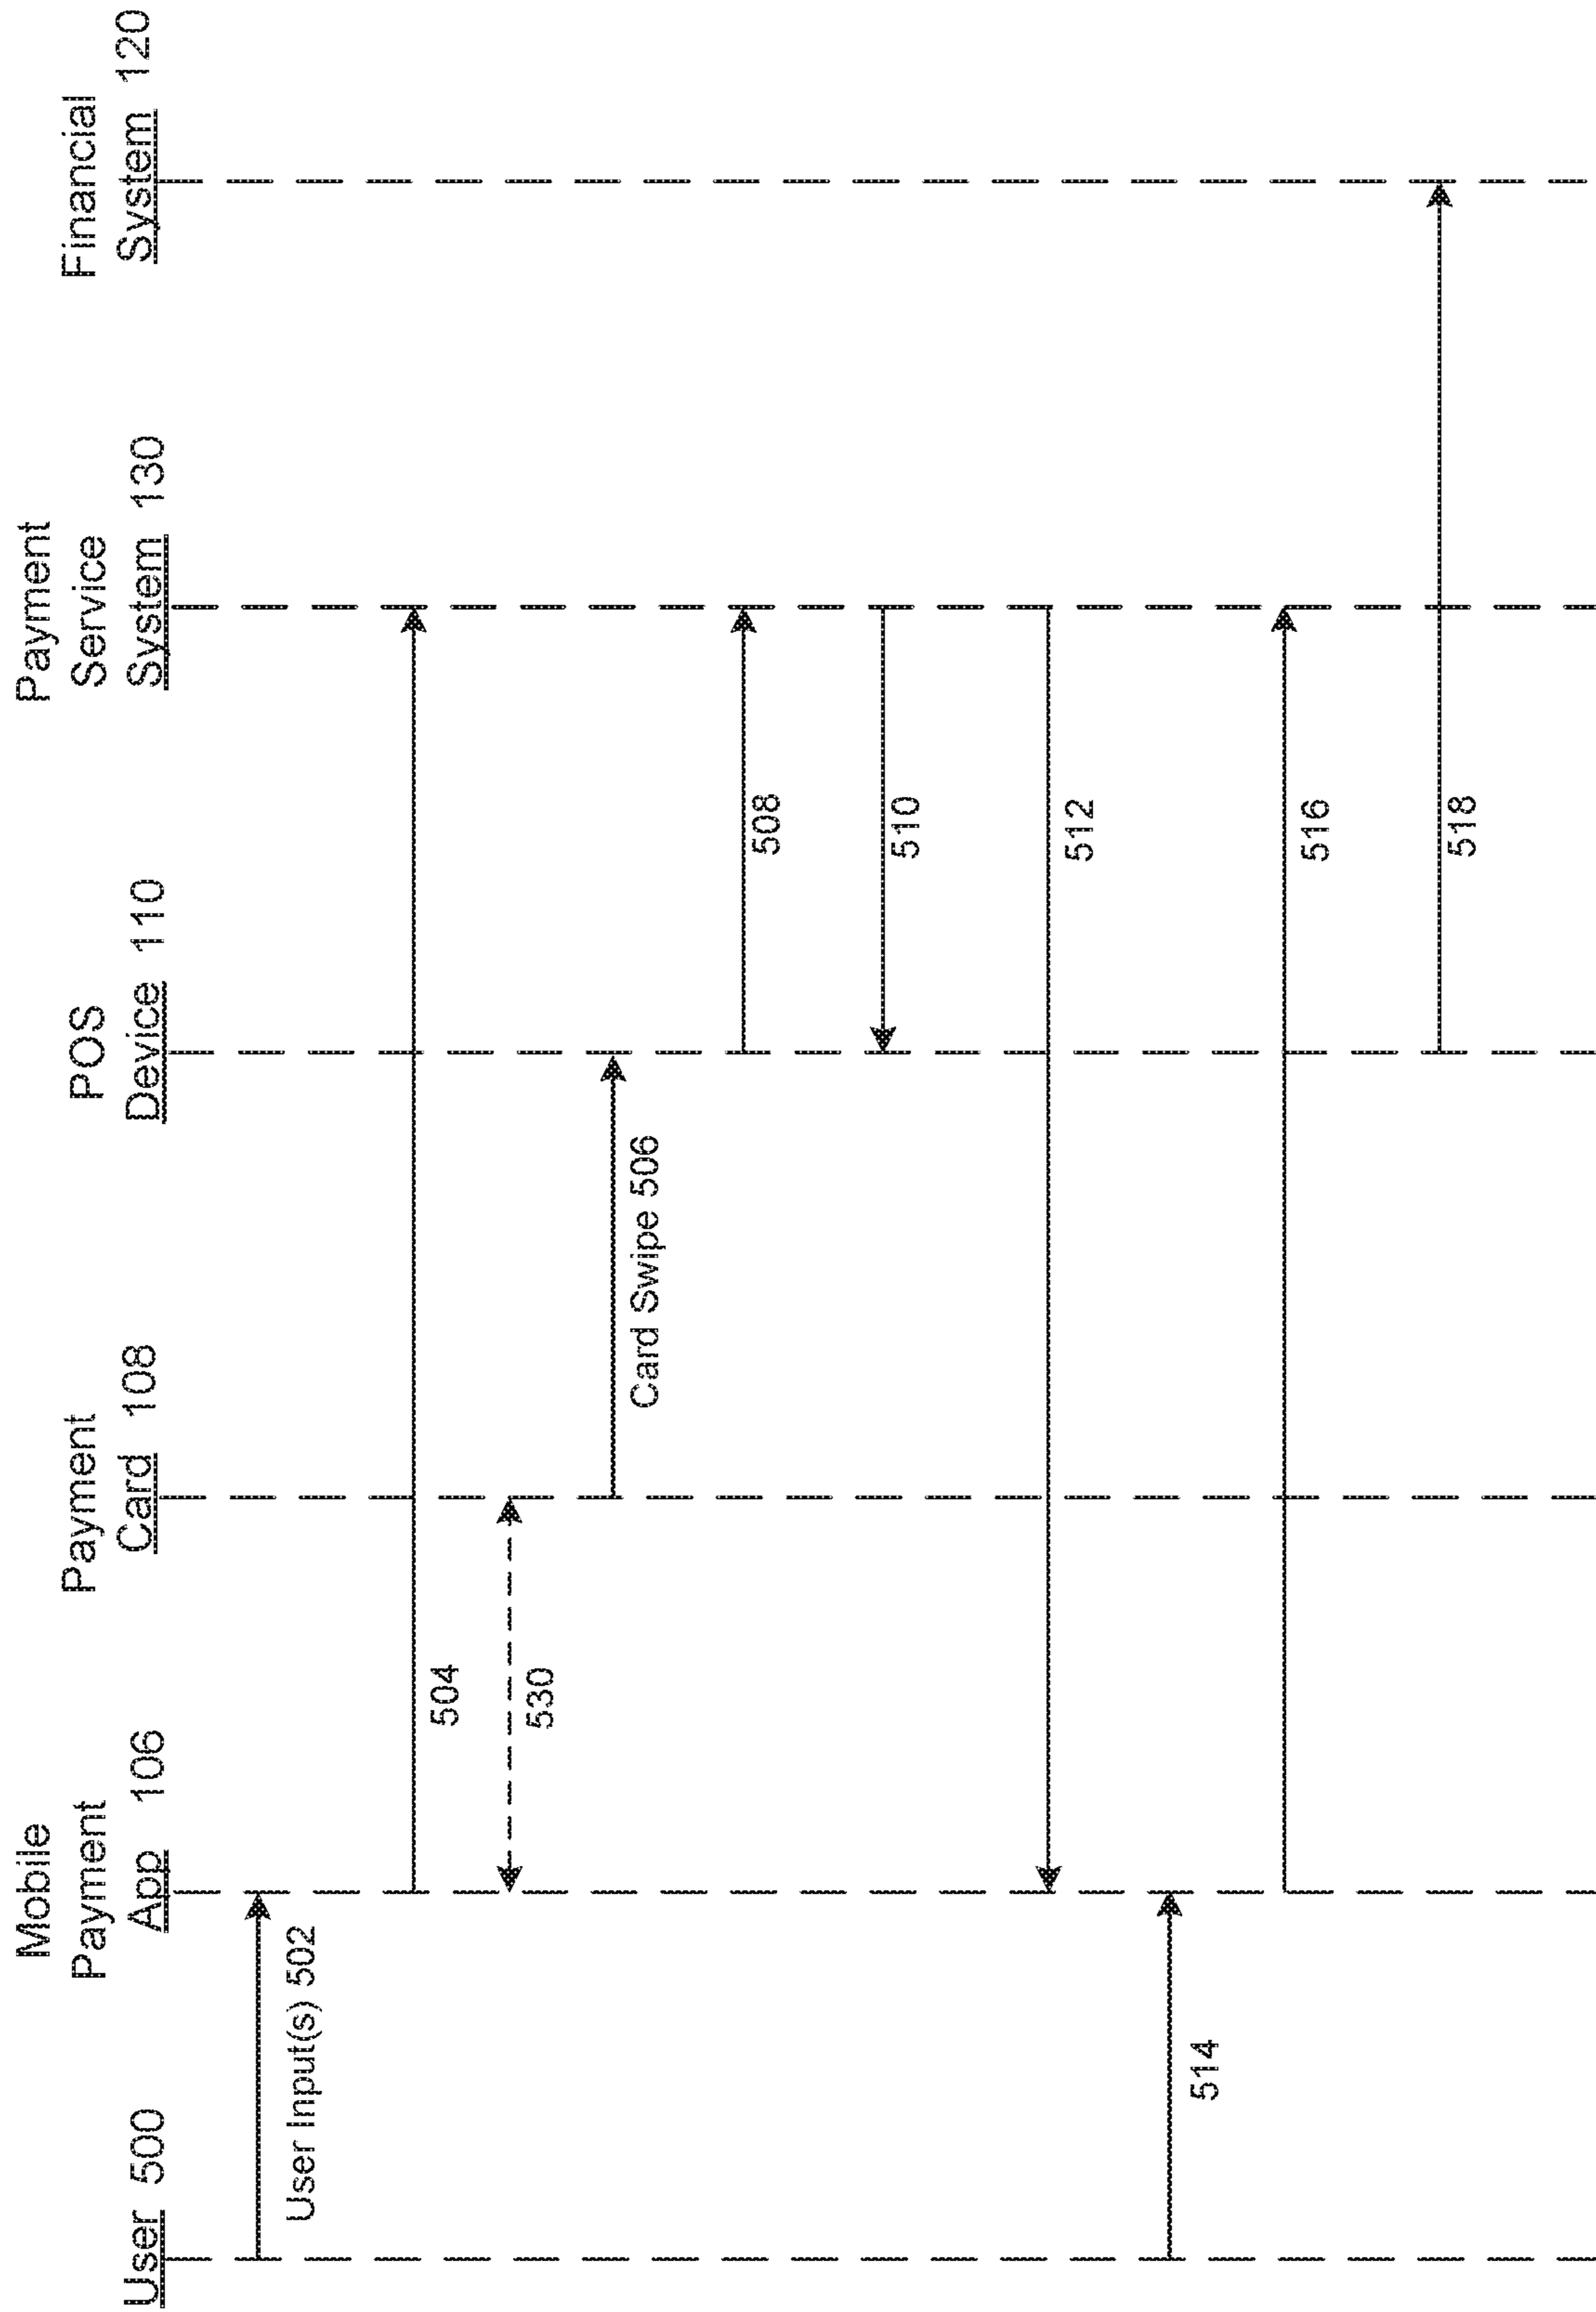 User 500
Mobile
Payment
App 106
Payment
Card 108
POS
Device 110
Payment
Service
System 130
Financial
System 120
User Input(s) 502
504
530
Card Swipe 506
508
510
512
514
516
518